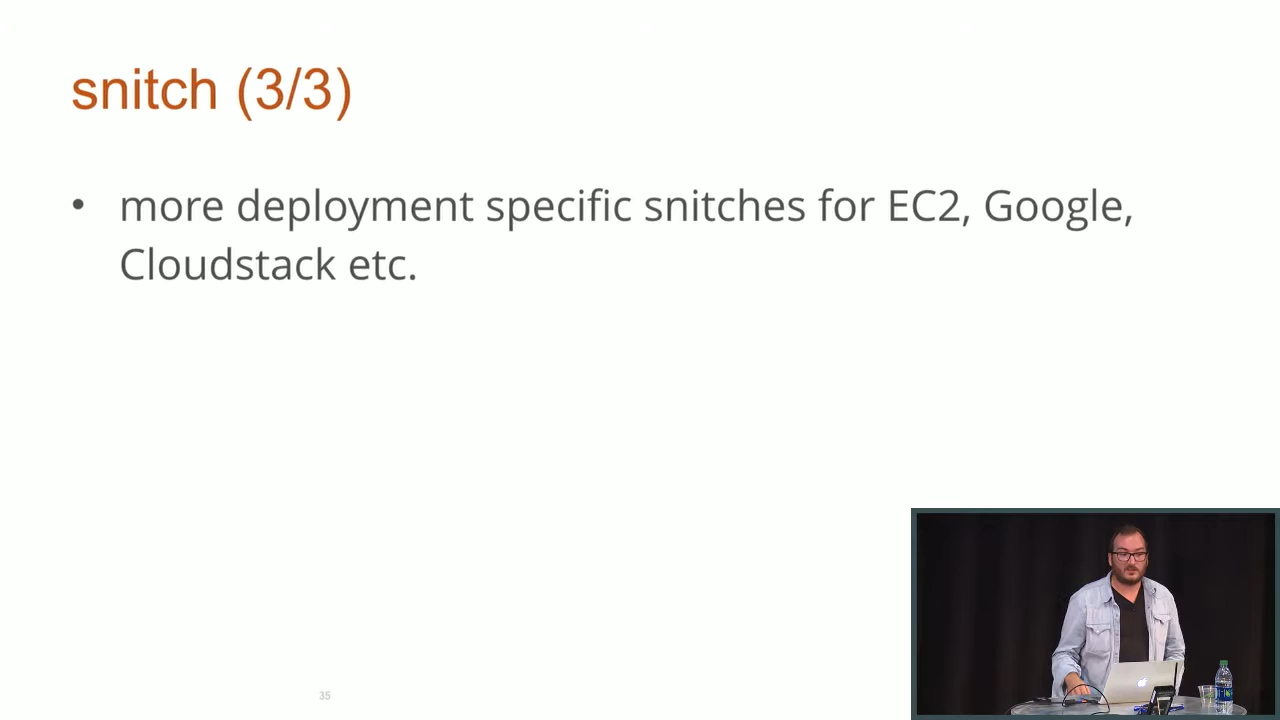 snitch (3/3)
• more deployment specific snitches for EC2, Google,
Cloudstack etc.
35